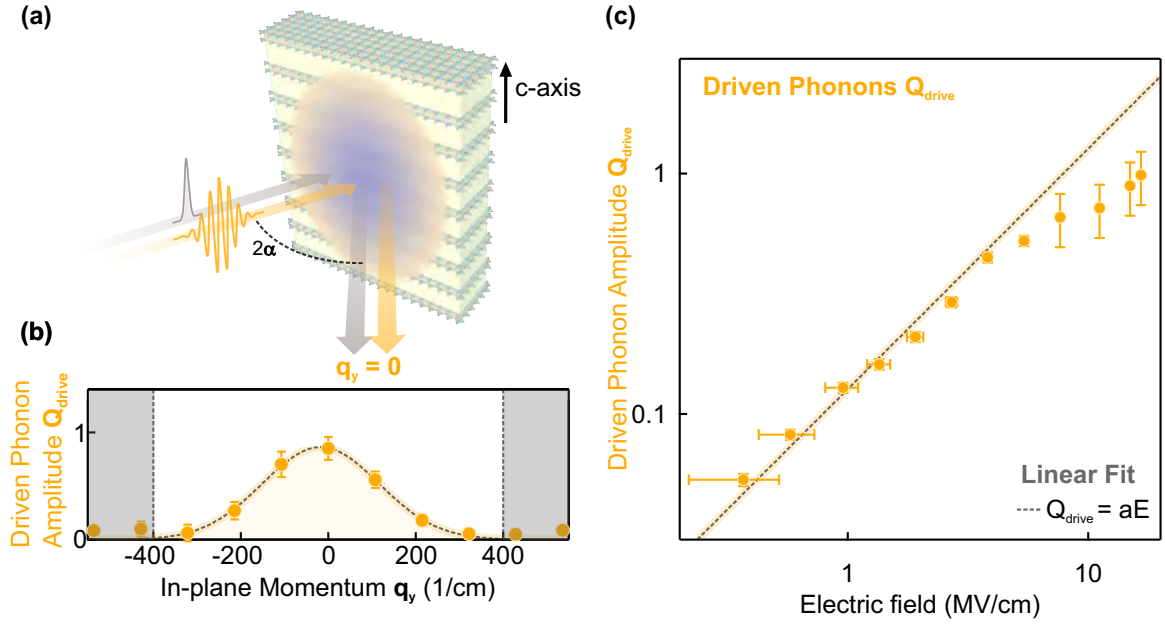 (a)
c-axis
2α
q_y = 0
(b)
Driven Phonon
Amplitude Q_drive
1
0
-400
-200
0
200
400
In-plane Momentum q_y (1/cm)
(c)
Driven Phonons Q_drive
Driven Phonon Amplitude Q_drive
1
0.1
Linear Fit
Q_drive = aE
1
10
Electric field (MV/cm)